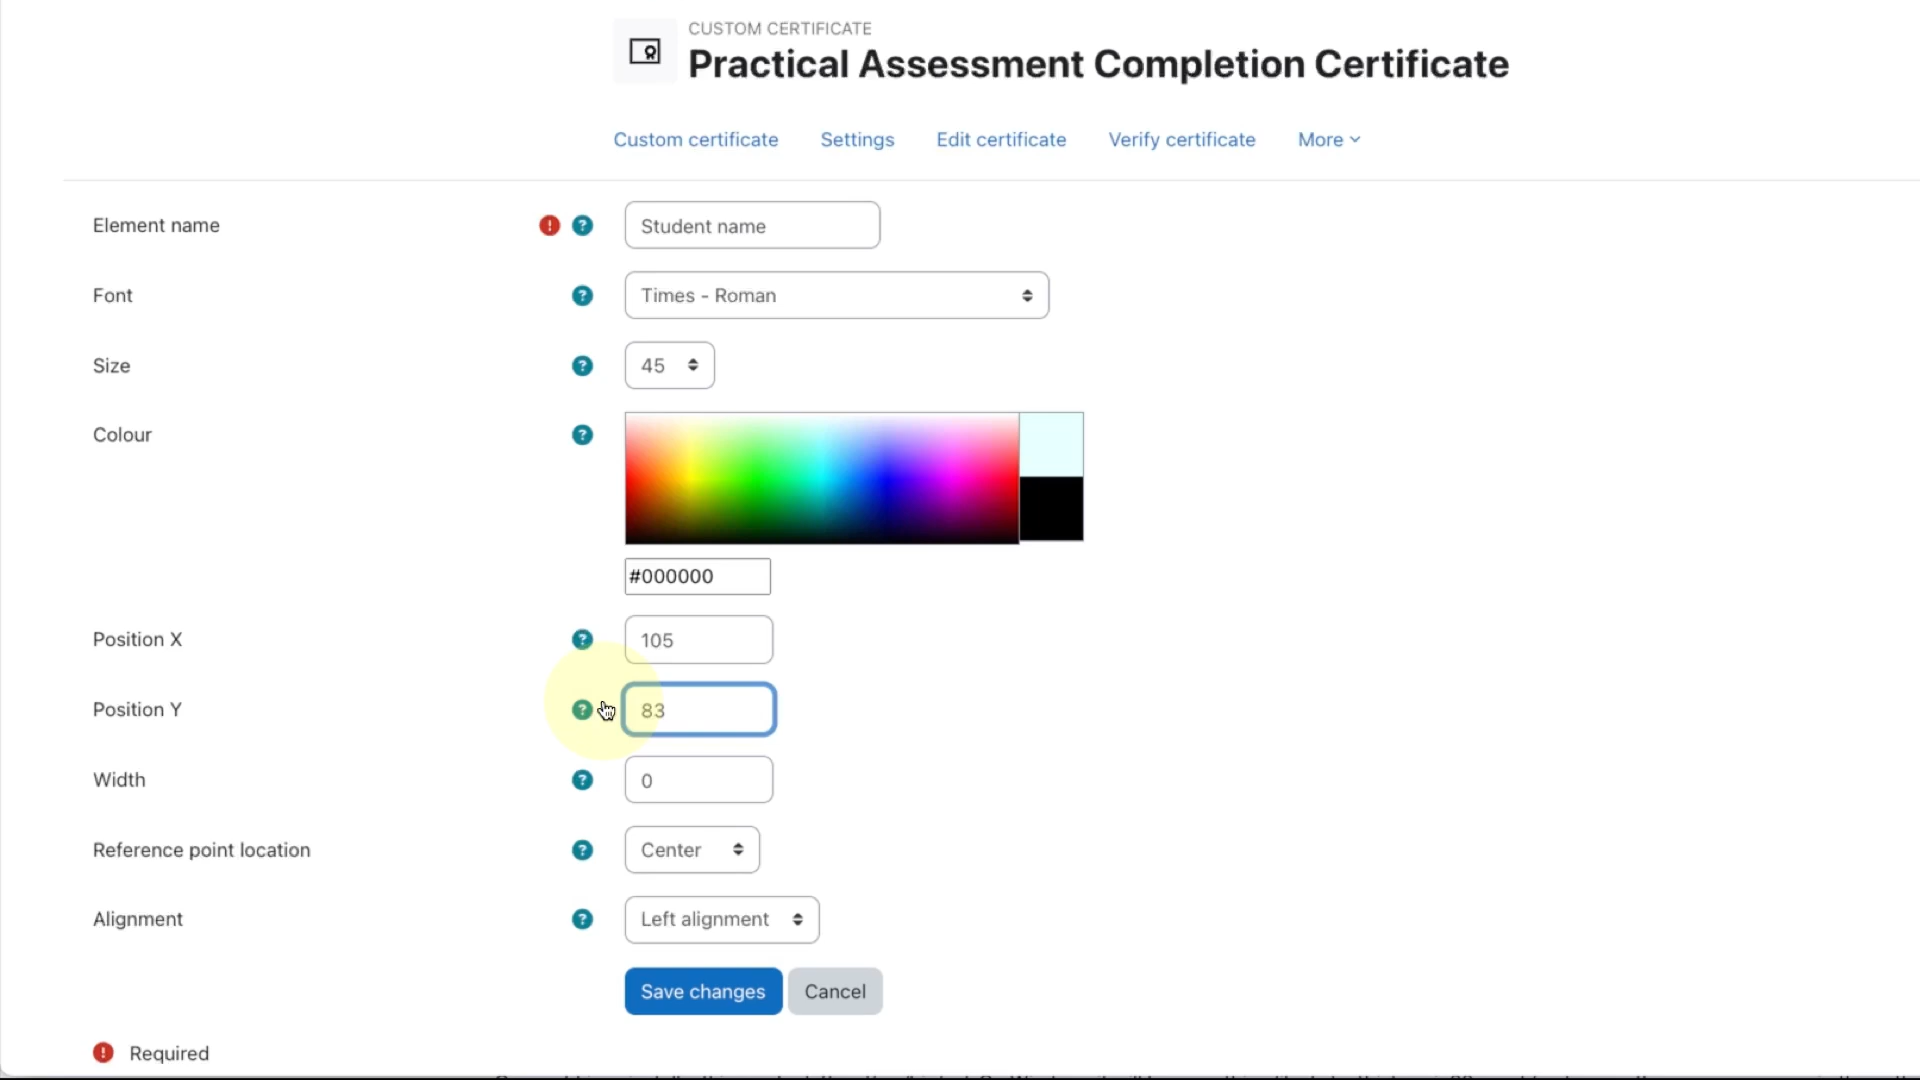 CUSTOM CERTIFICATE
Practical Assessment Completion Certificate
Custom certificate Settings Edit certificate Verify certificate More
Element name ! ? Student name
Font ? Times - Roman
Size ? 45
Colour ?
#000000
Position X ? 105
Position Y ? 83
Width ? 0
Reference point location ? Center
Alignment ? Left alignment
Save changes Cancel
! Required